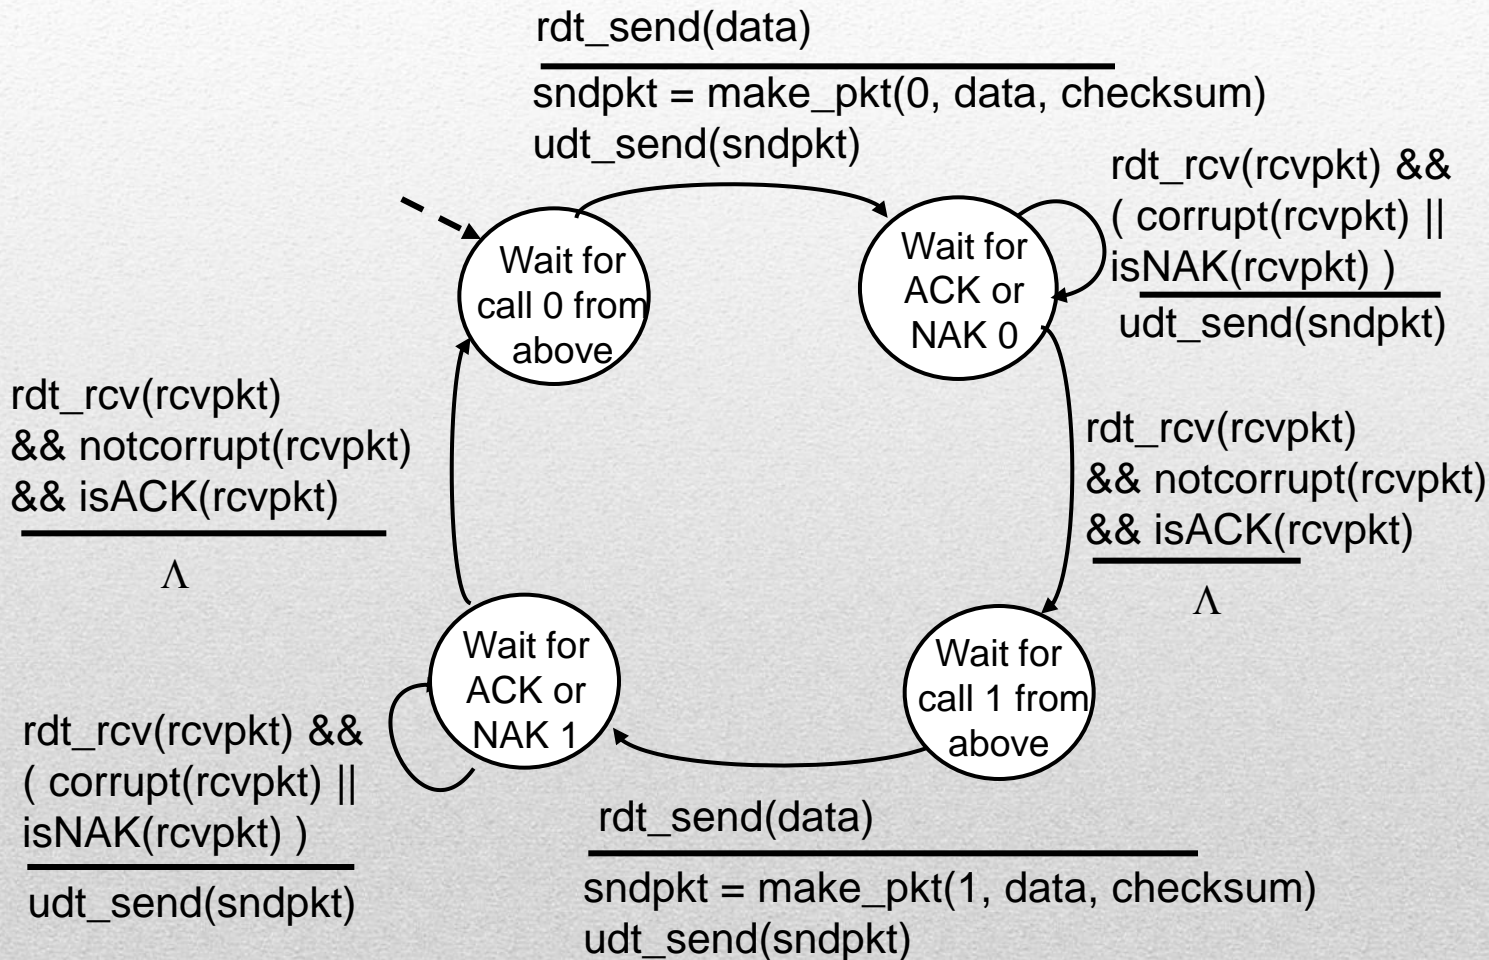 rdt_send(data)
sndpkt = make_pkt(0, data, checksum)
udt_send(sndpkt)
Wait for
call 0 from
above
Wait for
ACK or
NAK 0
rdt_rcv(rcvpkt) &&
( corrupt(rcvpkt) ||
isNAK(rcvpkt) )
udt_send(sndpkt)
rdt_rcv(rcvpkt)
&& notcorrupt(rcvpkt)
&& isACK(rcvpkt)
Λ
rdt_rcv(rcvpkt)
&& notcorrupt(rcvpkt)
&& isACK(rcvpkt)
Λ
Wait for
ACK or
NAK 1
Wait for
call 1 from
above
rdt_rcv(rcvpkt) &&
( corrupt(rcvpkt) ||
isNAK(rcvpkt) )
udt_send(sndpkt)
rdt_send(data)
sndpkt = make_pkt(1, data, checksum)
udt_send(sndpkt)